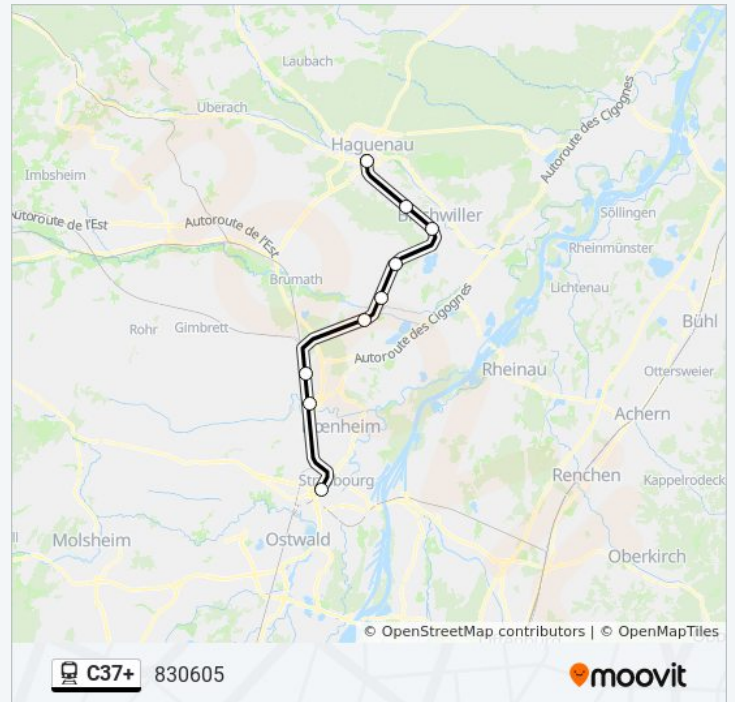 Laubach
Uberach
Haguenau
Autoroute des Cigognes
Imbsheim
Söllingen
utoroute de l'Est
Autoroute de l'Est
Rheinmünster
Brumath
Lichtenau
Rohr
Gimbrett
Bühl
Autoroute des Cigognes
Rheinau
Ottersweier
Achern
Renchen
Kappelrodeck
Molsheim
Ostwald
Oberkirch
© OpenStreetMap contributors | © OpenMapTiles
C37+ 830605
moovit